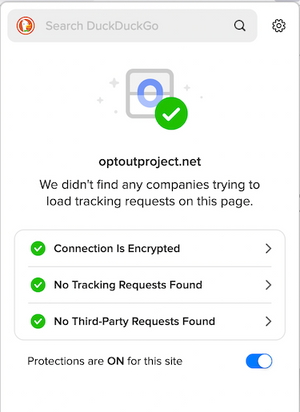 Search DuckDuckGo
optoutproject.net
We didn't find any companies trying to
load tracking requests on this page.
Connection Is Encrypted
No Tracking Requests Found
No Third-Party Requests Found
Protections are ON for this site